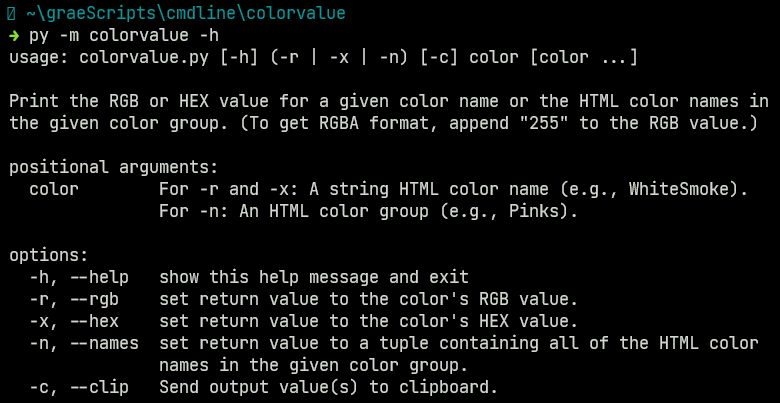 ~\graeScripts\cmdline\colorvalue
→ py -m colorvalue -h
usage: colorvalue.py [-h] (-r | -x | -n) [-c] color [color ...]

Print the RGB or HEX value for a given color name or the HTML color names in
the given color group. (To get RGBA format, append "255" to the RGB value.)

positional arguments:
  color        For -r and -x: A string HTML color name (e.g., WhiteSmoke).
               For -n: An HTML color group (e.g., Pinks).

options:
  -h, --help   show this help message and exit
  -r, --rgb    set return value to the color's RGB value.
  -x, --hex    set return value to the color's HEX value.
  -n, --names  set return value to a tuple containing all of the HTML color
               names in the given color group.
  -c, --clip   Send output value(s) to clipboard.